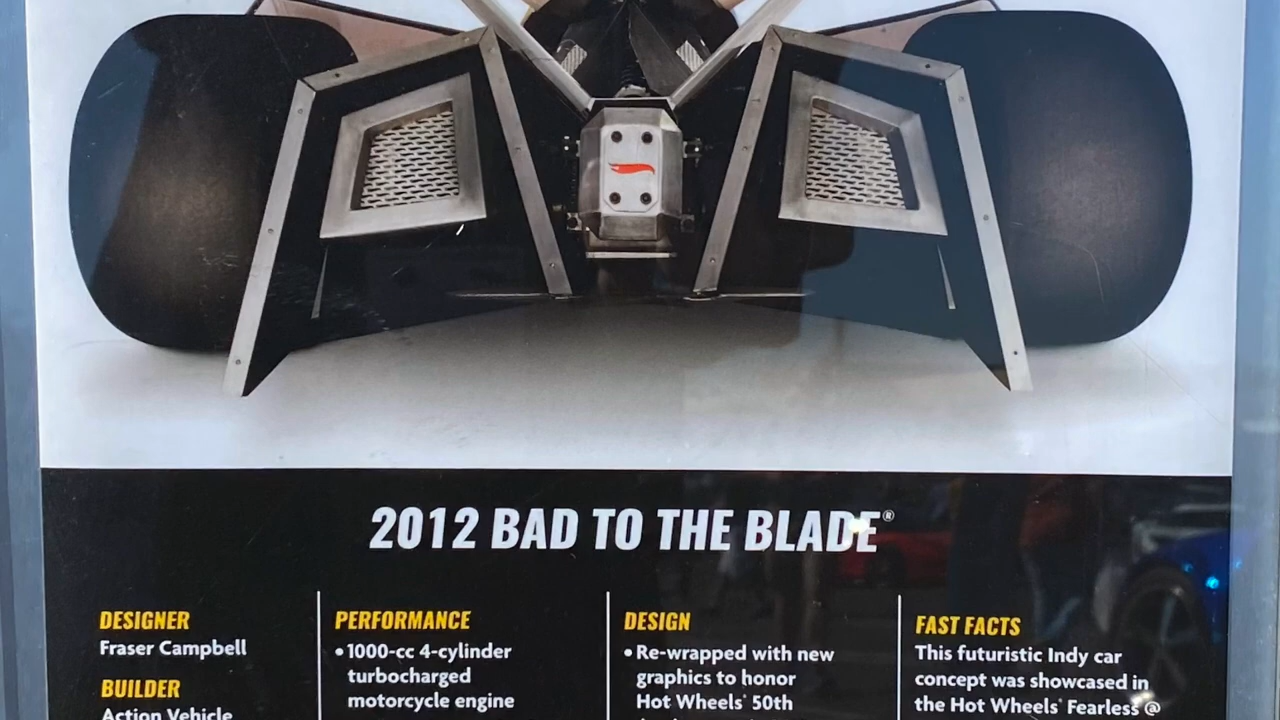 2012 BAD TO THE BLADE®
DESIGNER
Fraser Campbell
BUILDER
Action Vehicle
PERFORMANCE
• 1000-cc 4-cylinder
turbocharged
motorcycle engine
DESIGN
• Re-wrapped with new
graphics to honor
Hot Wheels® 50th
FAST FACTS
This futuristic Indy car
concept was showcased in
the Hot Wheels® Fearless @